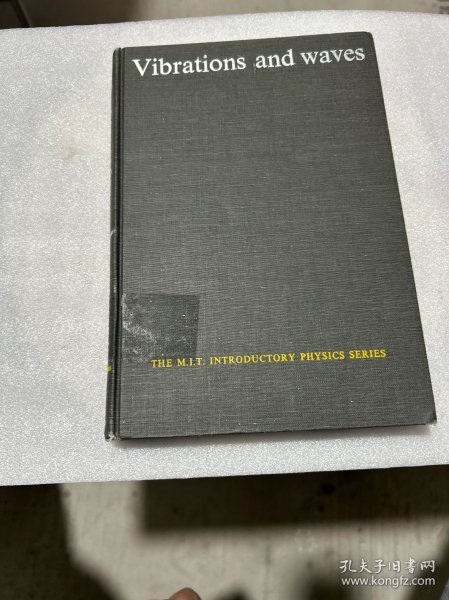 Vibrations and waves
THE M.I.T. INTRODUCTORY PHYSICS SERIES
孔夫子旧书网
www.kongfz.com